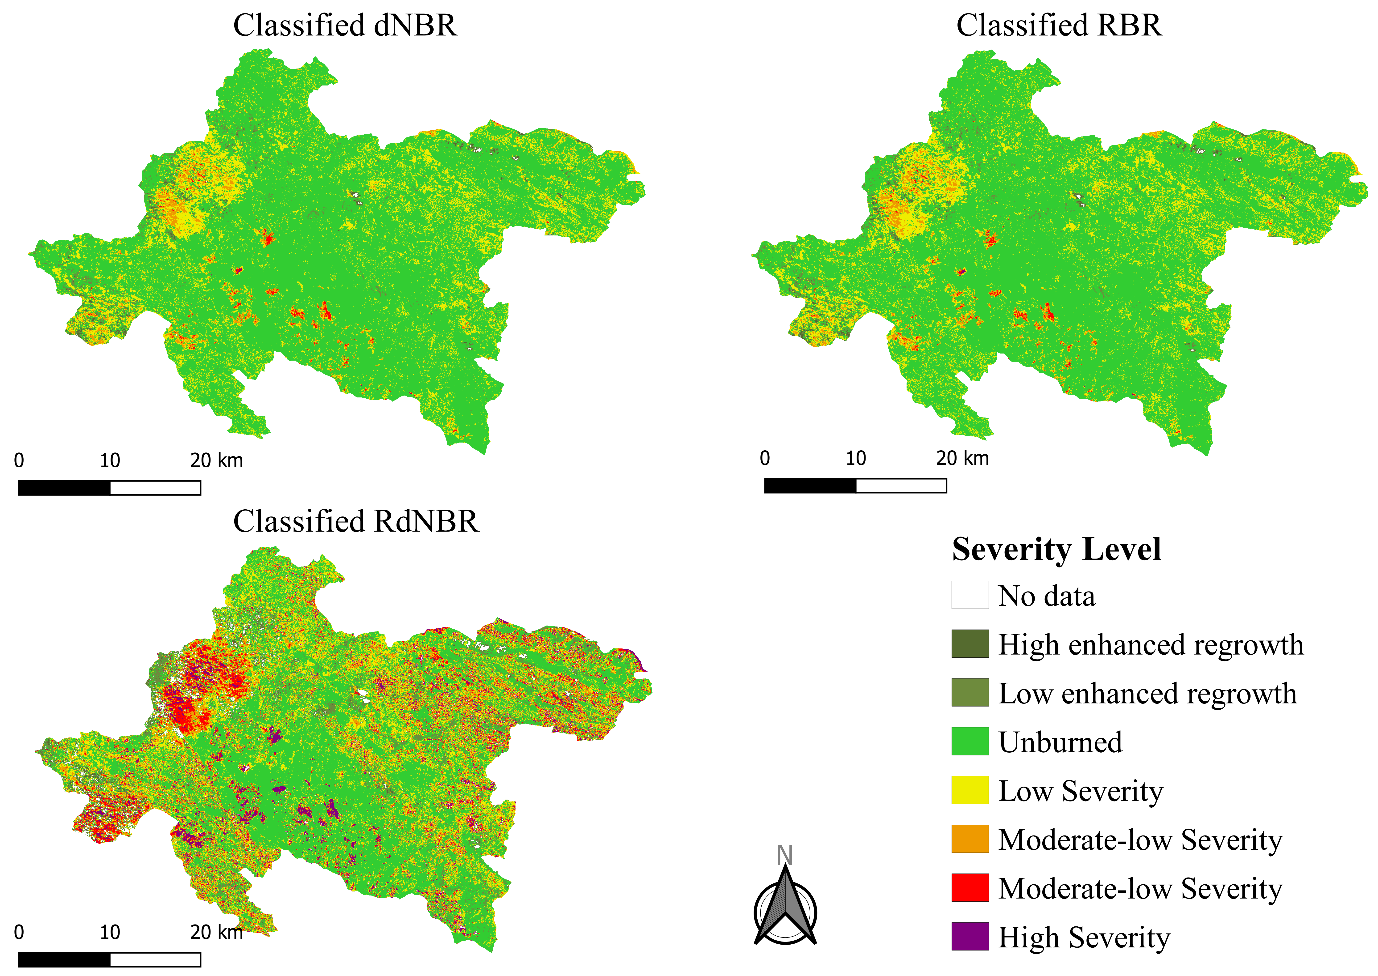 Classified dNBR
Classified RBR
0 10 20 km
0 10 20 km
Classified RdNBR
Severity Level
No data
High enhanced regrowth
Low enhanced regrowth
Unburned
Low Severity
Moderate-low Severity
Moderate-low Severity
High Severity
N
0 10 20 km